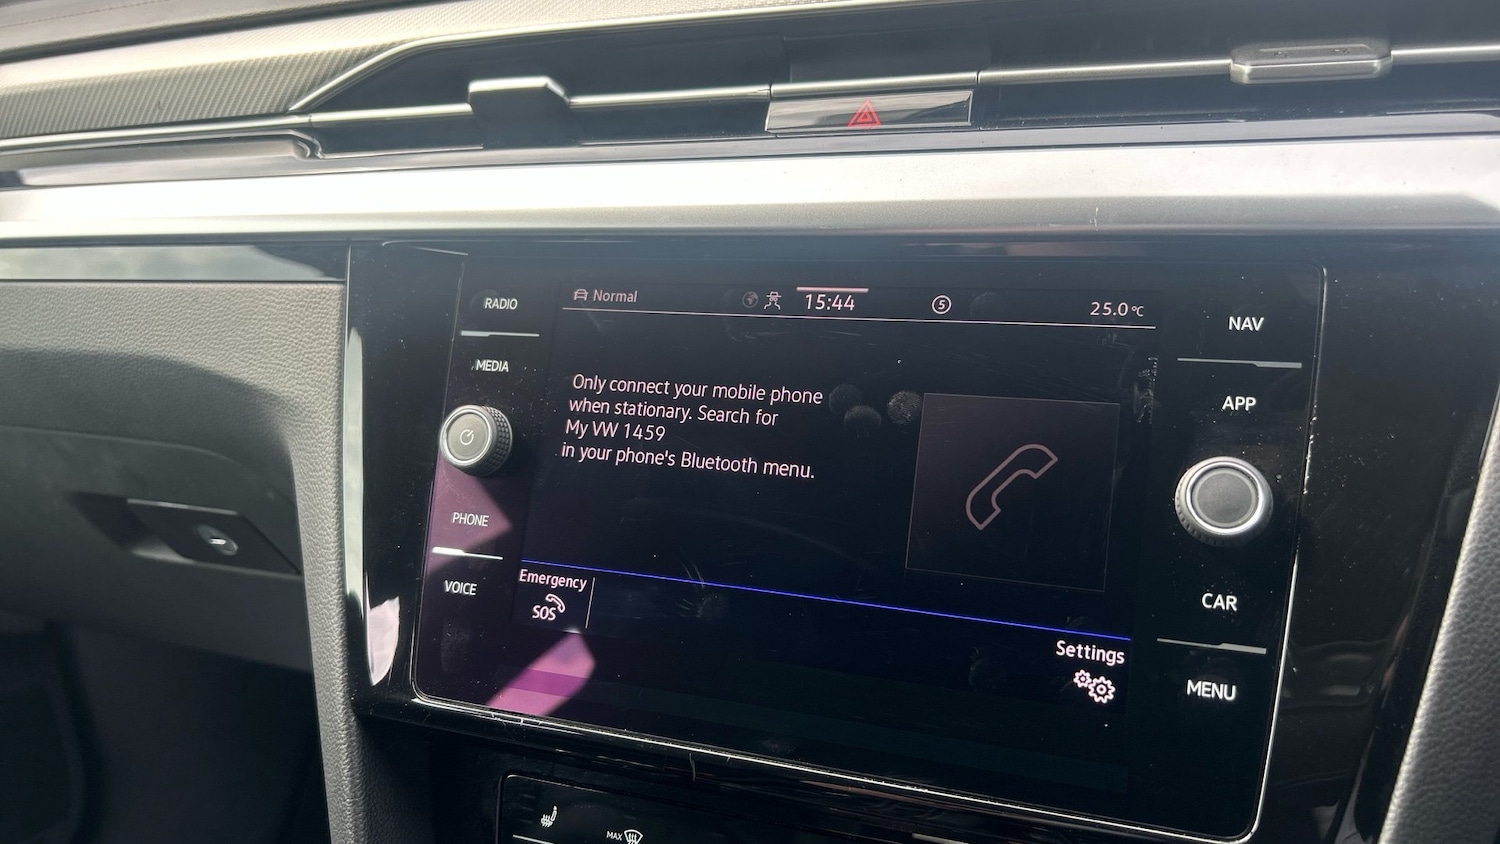 RADIO
MEDIA
PHONE
VOICE
Normal
15:44
5
25.0 °C
Only connect your mobile phone
when stationary. Search for
My VW 1459
in your phone's Bluetooth menu.
Emergency
SOS
Settings
NAV
APP
CAR
MENU
MAX